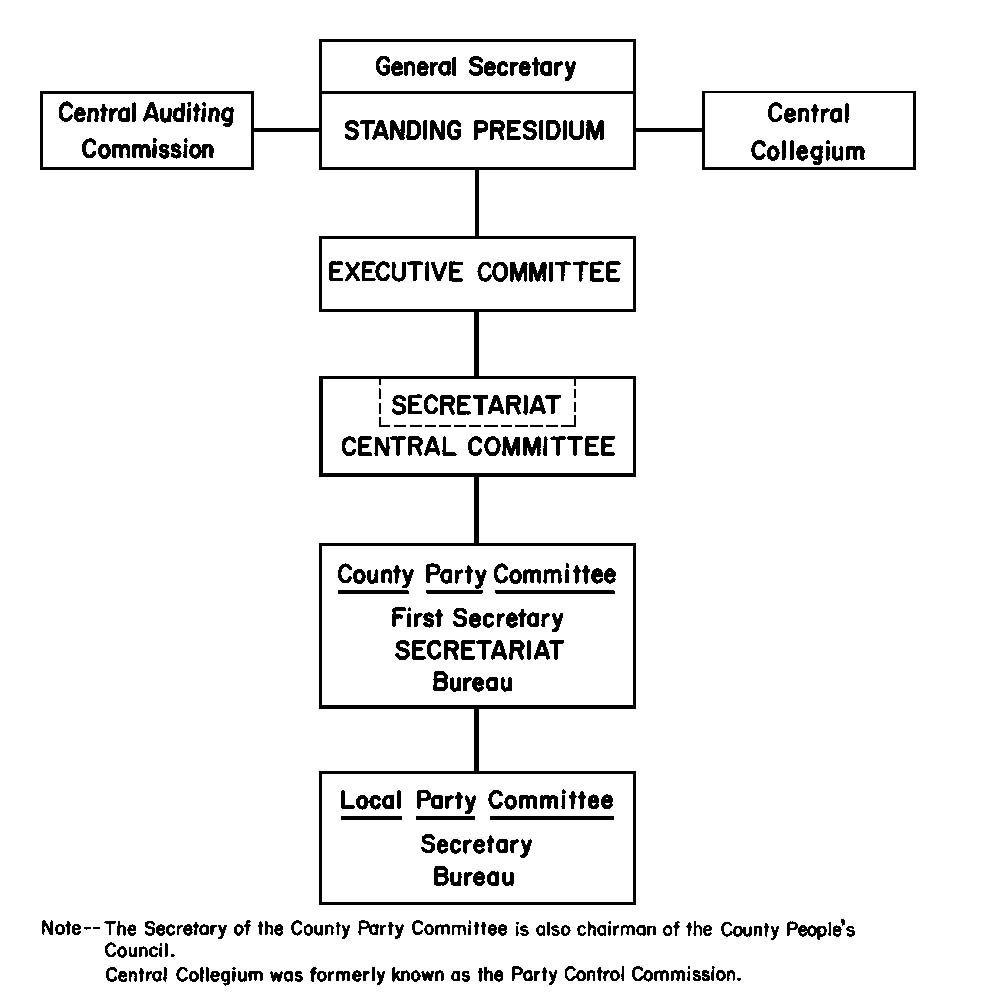 General Secretary
Central Auditing
Commission
STANDING PRESIDIUM
Central
Collegium
EXECUTIVE COMMITTEE
SECRETARIAT
CENTRAL COMMITTEE
County Party Committee
First Secretary
SECRETARIAT
Bureau
Local Party Committee
Secretary
Bureau
Note-- The Secretary of the County Party Committee is also chairman of the County People's
Council.
Central Collegium was formerly known as the Party Control Commission.